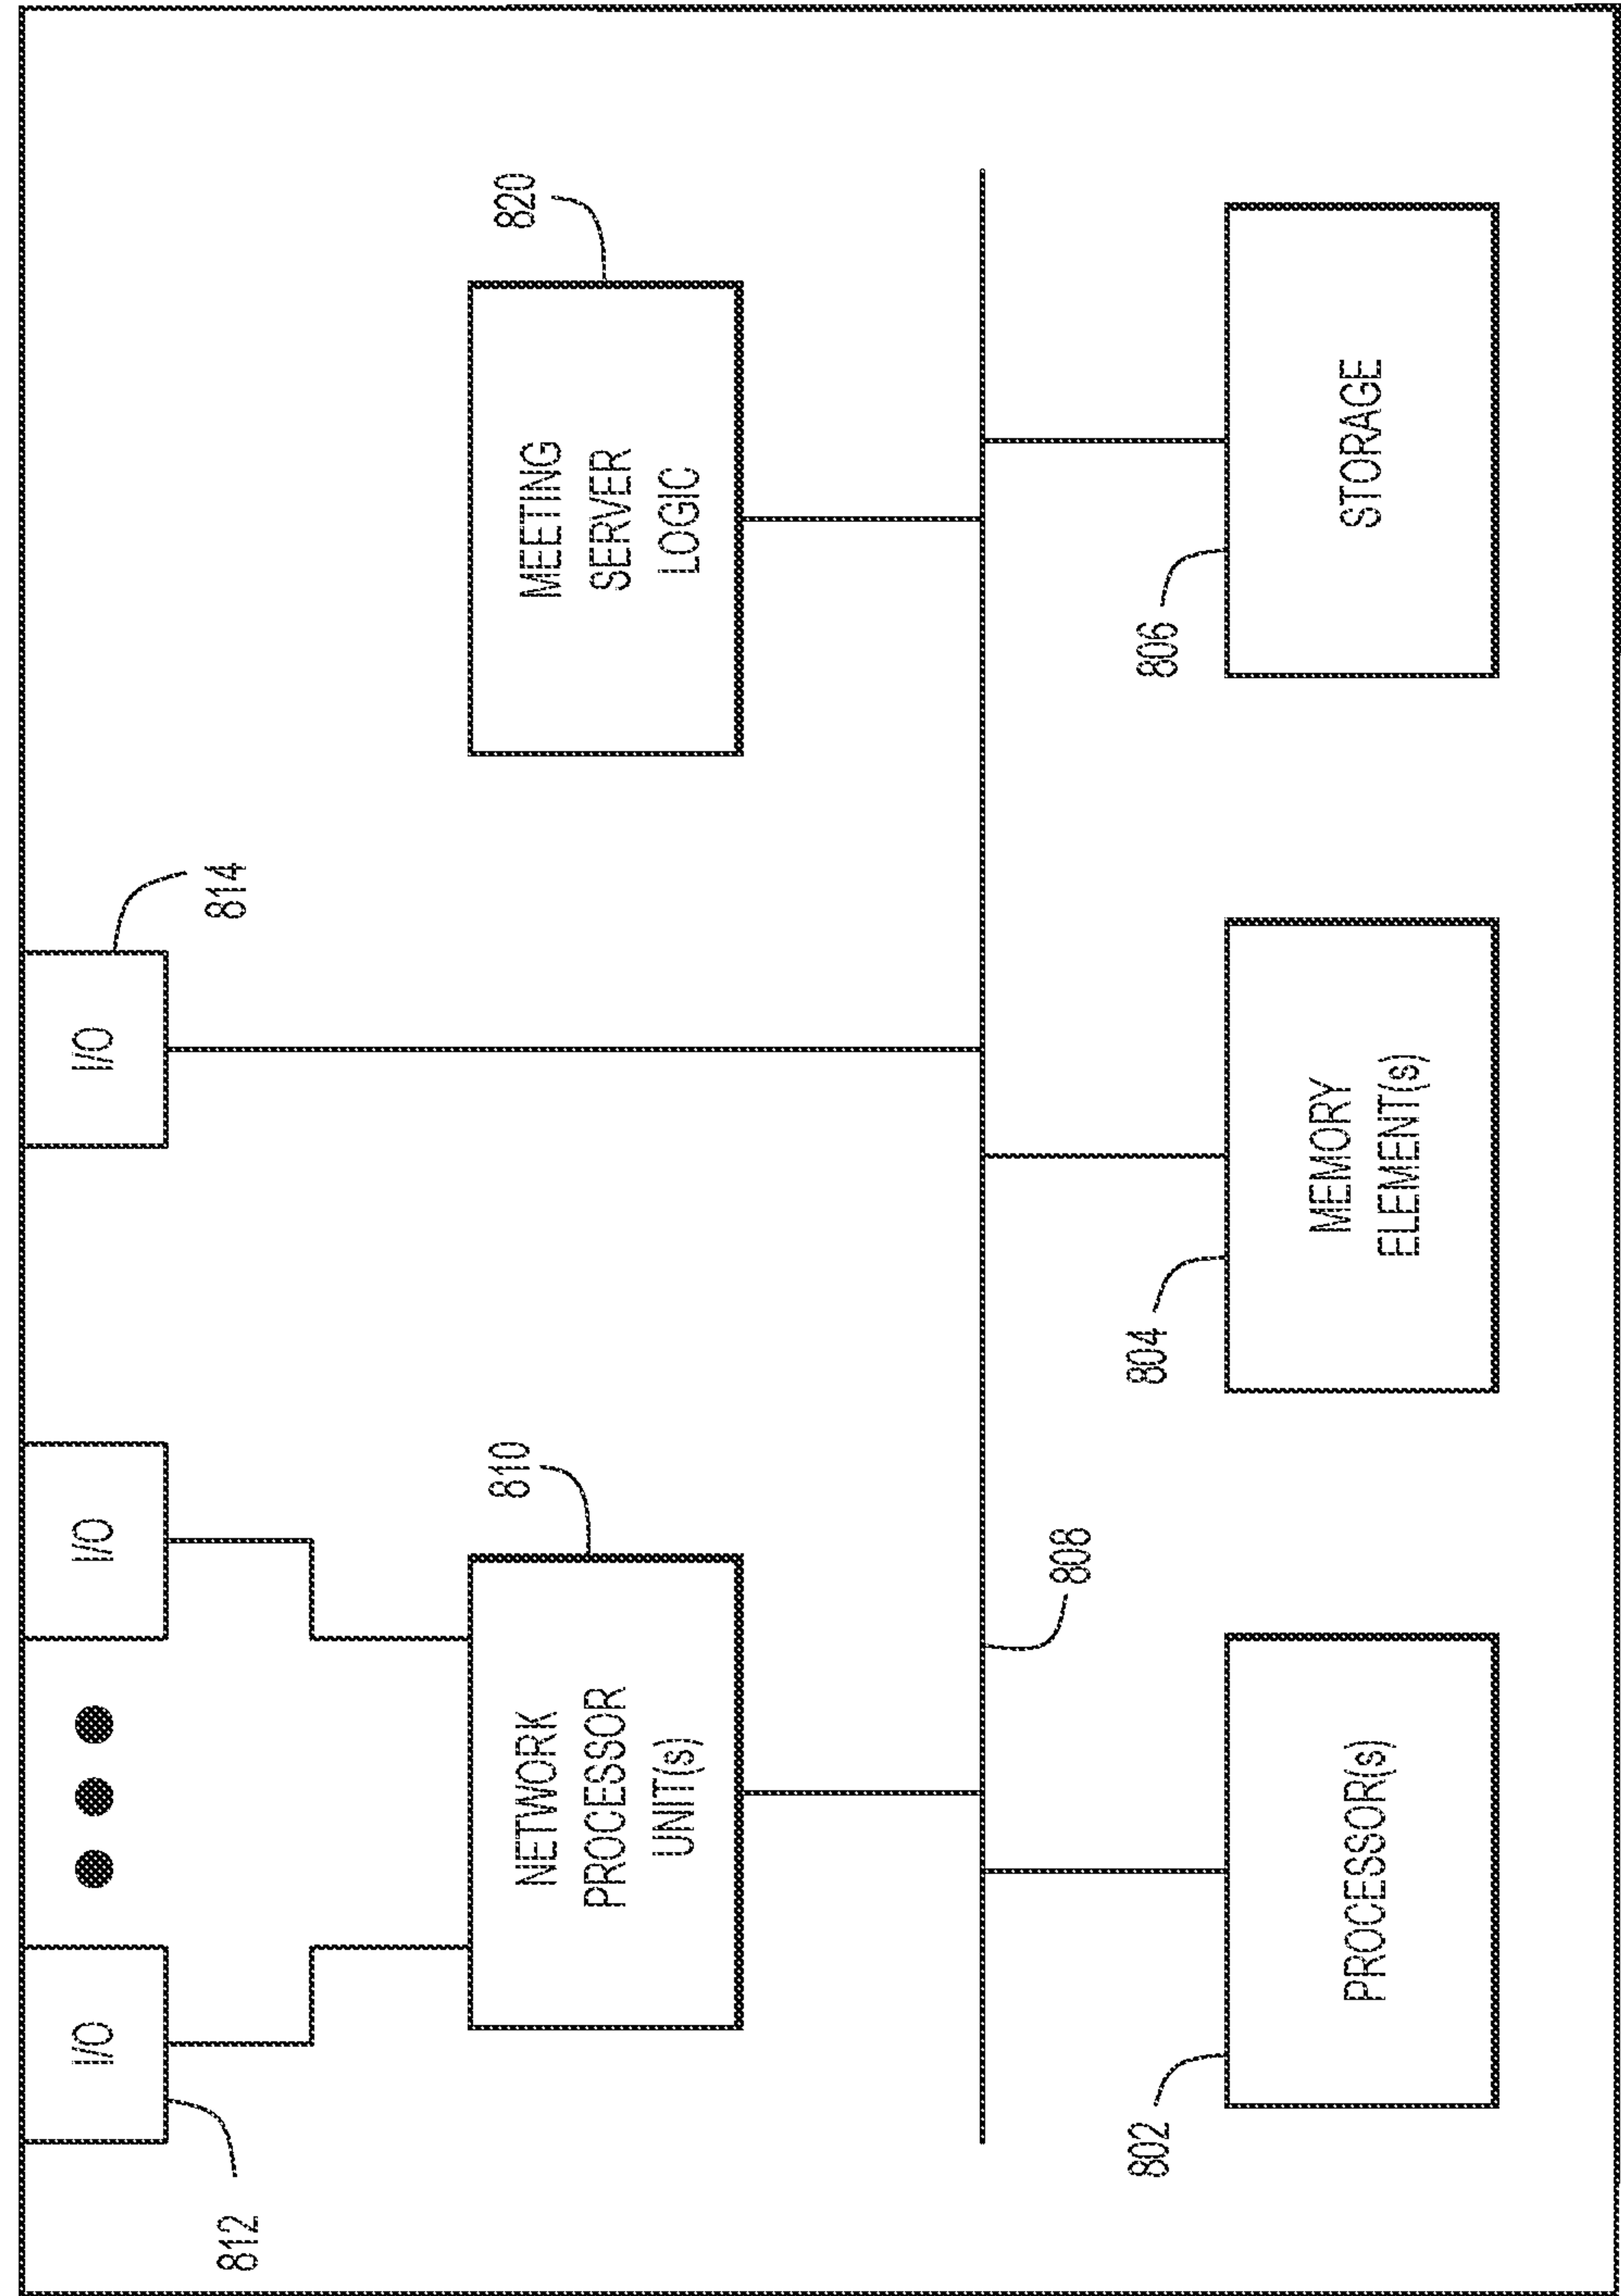 I/O
I/O
I/O
812
814
810
820
NETWORK
PROCESSOR
UNIT(s)
MEETING
SERVER
LOGIC
808
802
804
806
PROCESSOR(s)
MEMORY
ELEMENT(s)
STORAGE